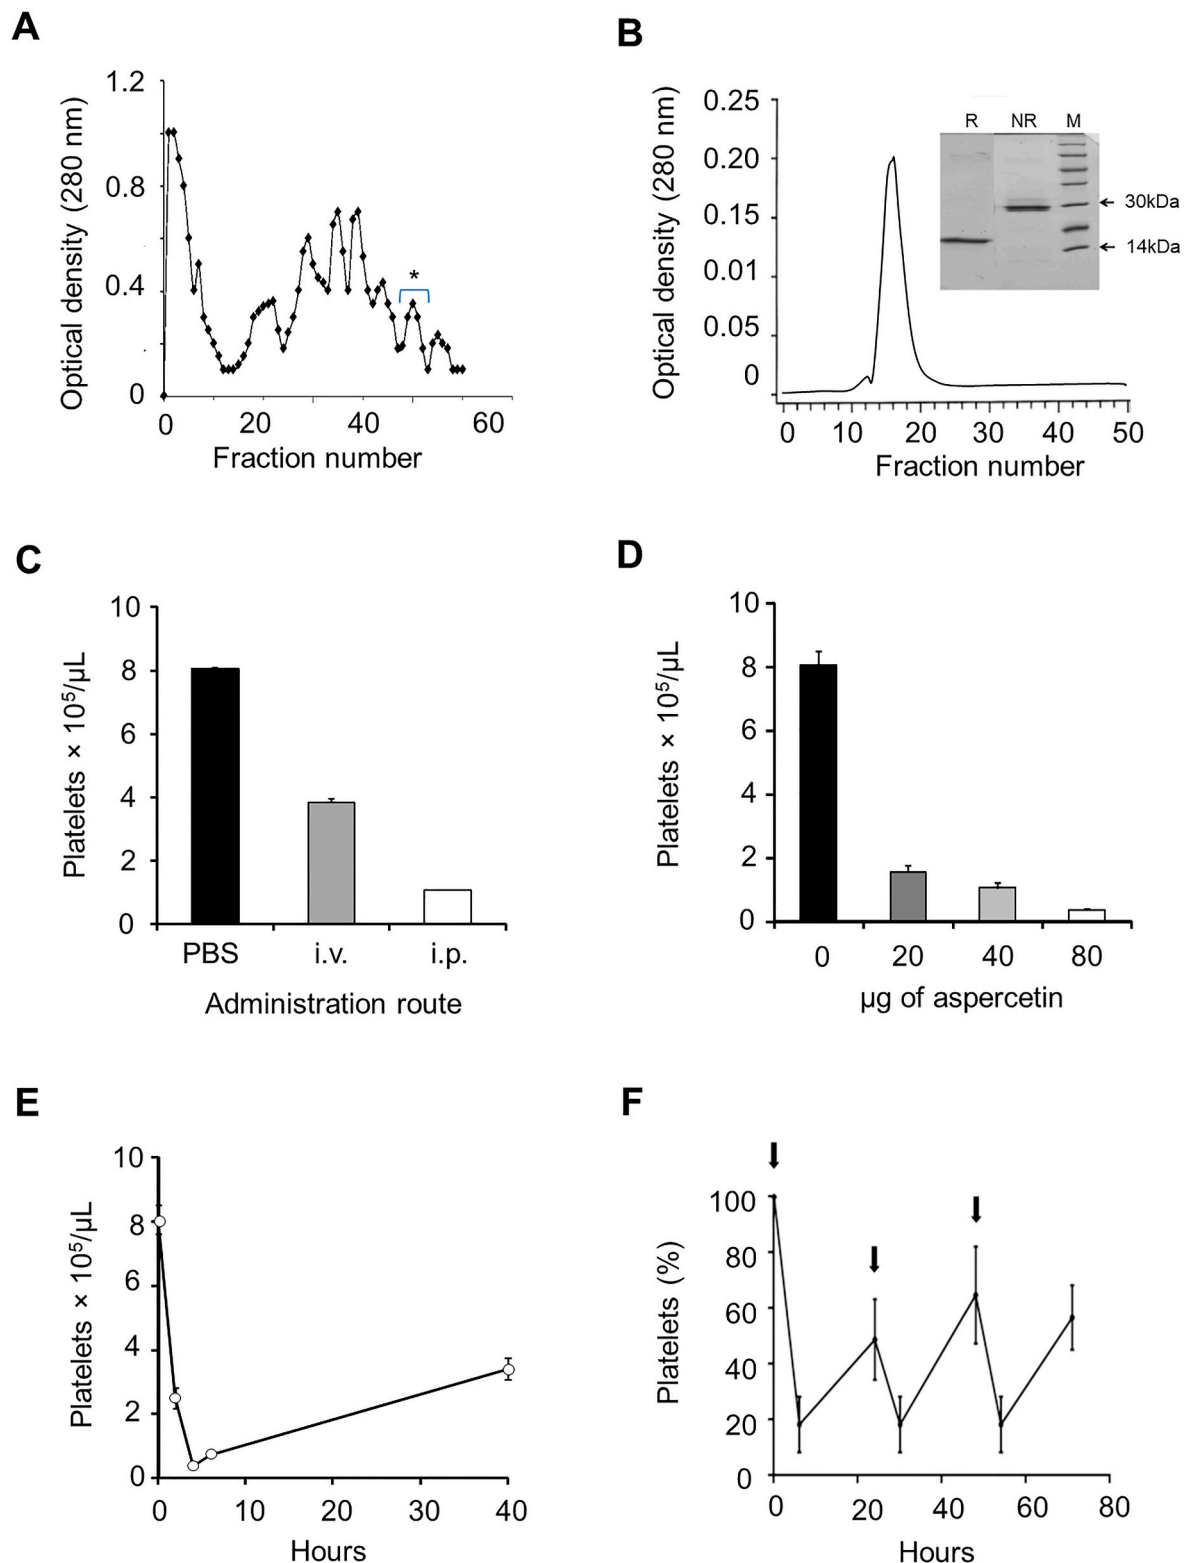 A
Optical density (280 nm)
1.2
0.8
0.4
0
*
0 20 40 60
Fraction number
B
Optical density (280 nm)
0.25
0.20
0.15
0.01
0.05
0
R NR M
30kDa
14kDa
0 10 20 30 40 50
Fraction number
C
Platelets × 10⁵/µL
10
8
6
4
2
0
PBS i.v. i.p.
Administration route
D
Platelets × 10⁵/µL
10
8
6
4
2
0
0 20 40 80
µg of aspercetin
E
Platelets × 10⁵/µL
10
8
6
4
2
0
0 10 20 30 40
Hours
F
Platelets (%)
100
80
60
40
20
0
0 20 40 60 80
Hours